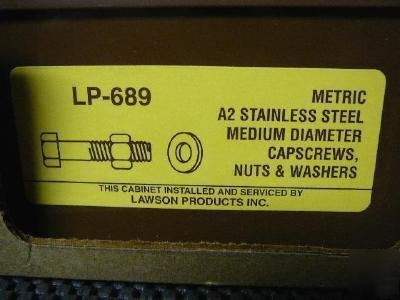 LP-689
METRIC
A2 STAINLESS STEEL
MEDIUM DIAMETER
CAPSCREWS,
NUTS & WASHERS
THIS CABINET INSTALLED AND SERVICED BY
LAWSON PRODUCTS INC.